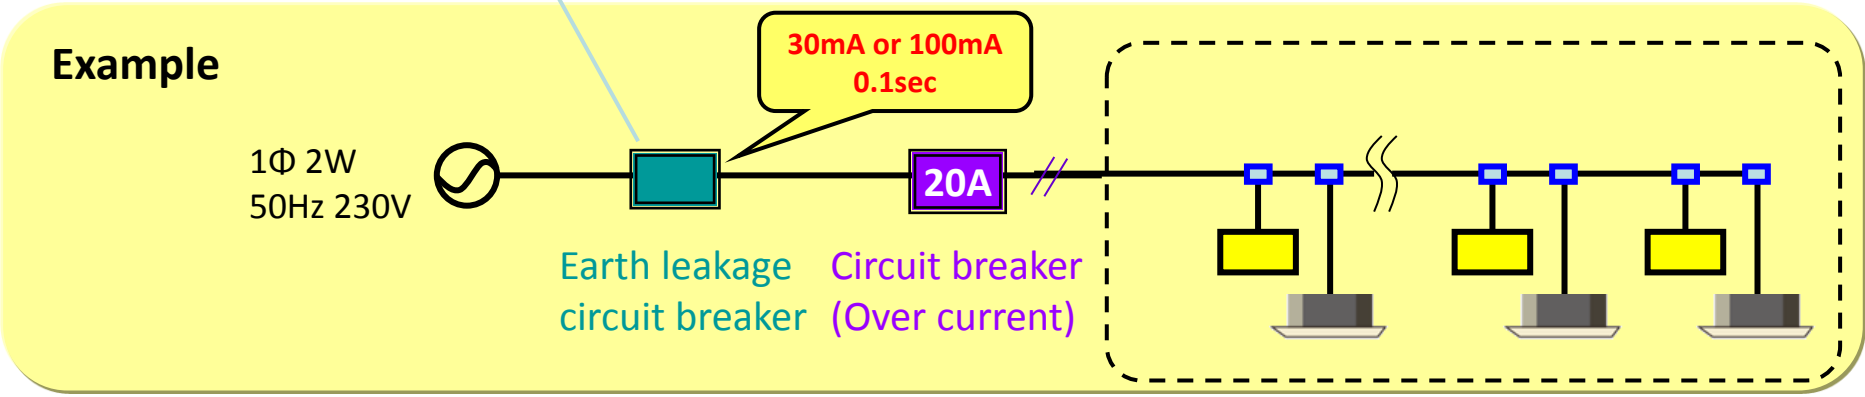 Example
30mA or 100mA
0.1sec
1Φ 2W
50Hz 230V
20A
Earth leakage
circuit breaker
Circuit breaker
(Over current)